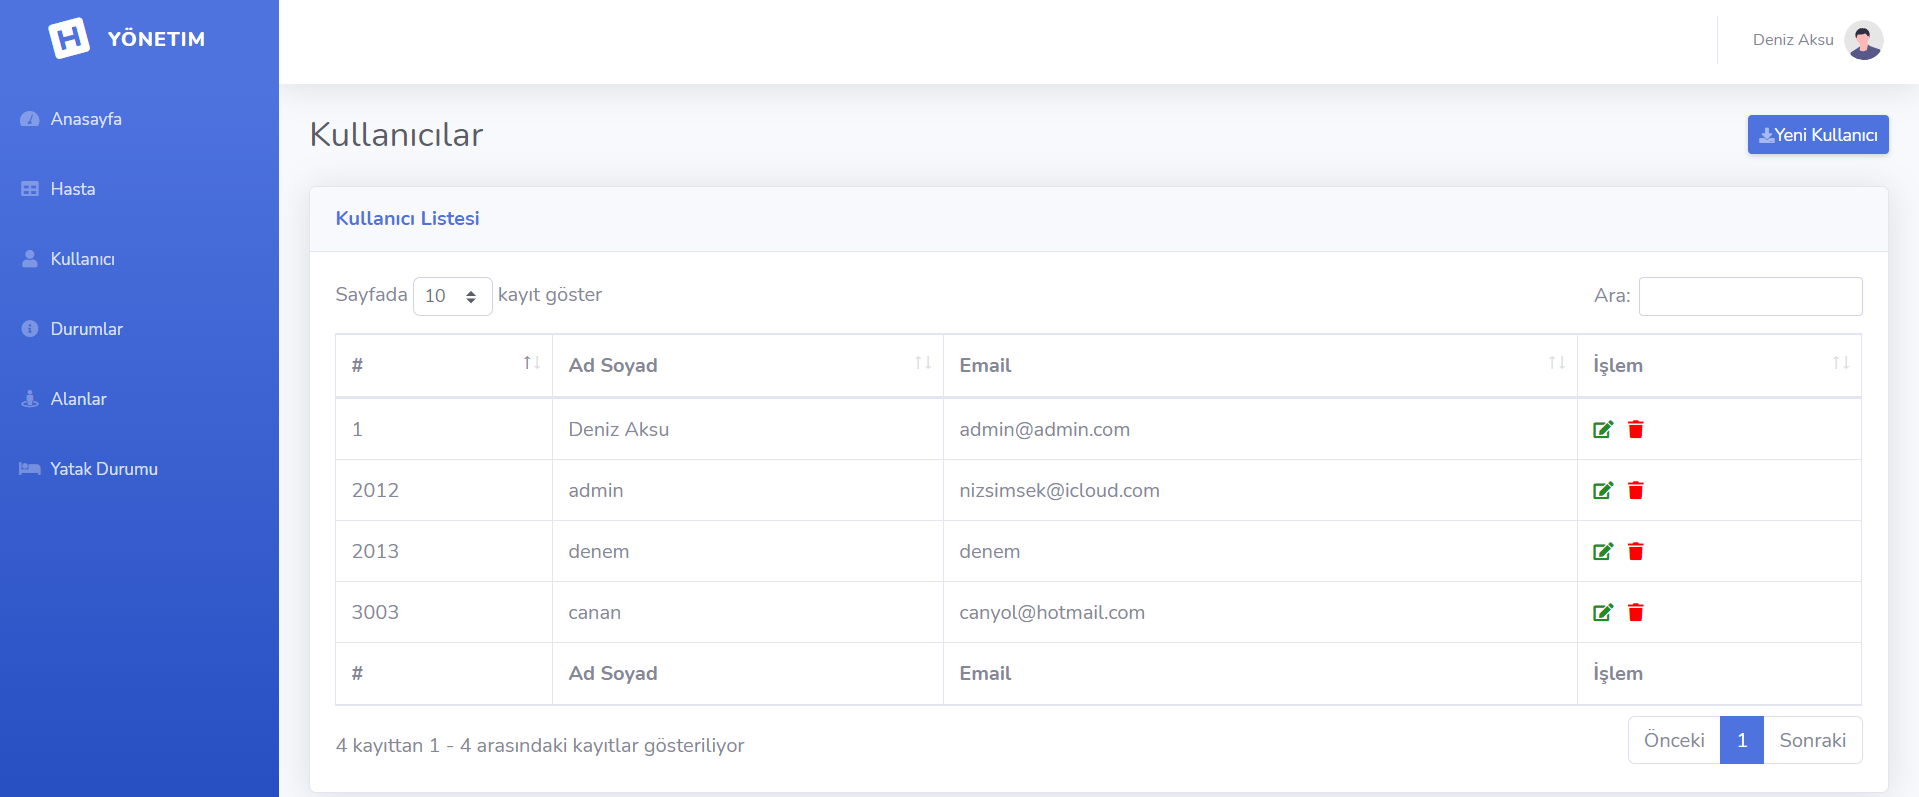 H YÖNETIM
Deniz Aksu
Anasayfa
Hasta
Kullanıcı
Durumlar
Alanlar
Yatak Durumu
Kullanıcılar
Yeni Kullanıcı
Kullanıcı Listesi
Sayfada 10 kayıt göster
Ara:
# Ad Soyad Email İşlem
1 Deniz Aksu admin@admin.com
2012 admin nizsimsek@icloud.com
2013 denem denem
3003 canan canyol@hotmail.com
# Ad Soyad Email İşlem
4 kayıttan 1 - 4 arasındaki kayıtlar gösteriliyor
Önceki 1 Sonraki